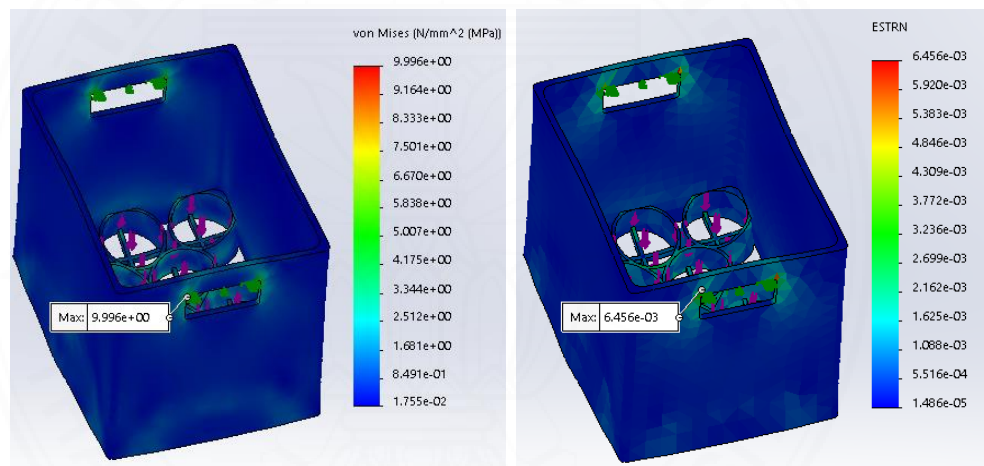 von Mises (N/mm^2 (MPa))
9.996e+00
9.164e+00
8.333e+00
7.501e+00
6.670e+00
5.838e+00
5.007e+00
4.175e+00
3.344e+00
2.512e+00
1.681e+00
8.491e-01
1.755e-02
Max: 9.996e+00
ESTRN
6.456e-03
5.920e-03
5.383e-03
4.846e-03
4.309e-03
3.772e-03
3.236e-03
2.699e-03
2.162e-03
1.625e-03
1.088e-03
5.516e-04
1.486e-05
Max: 6.456e-03